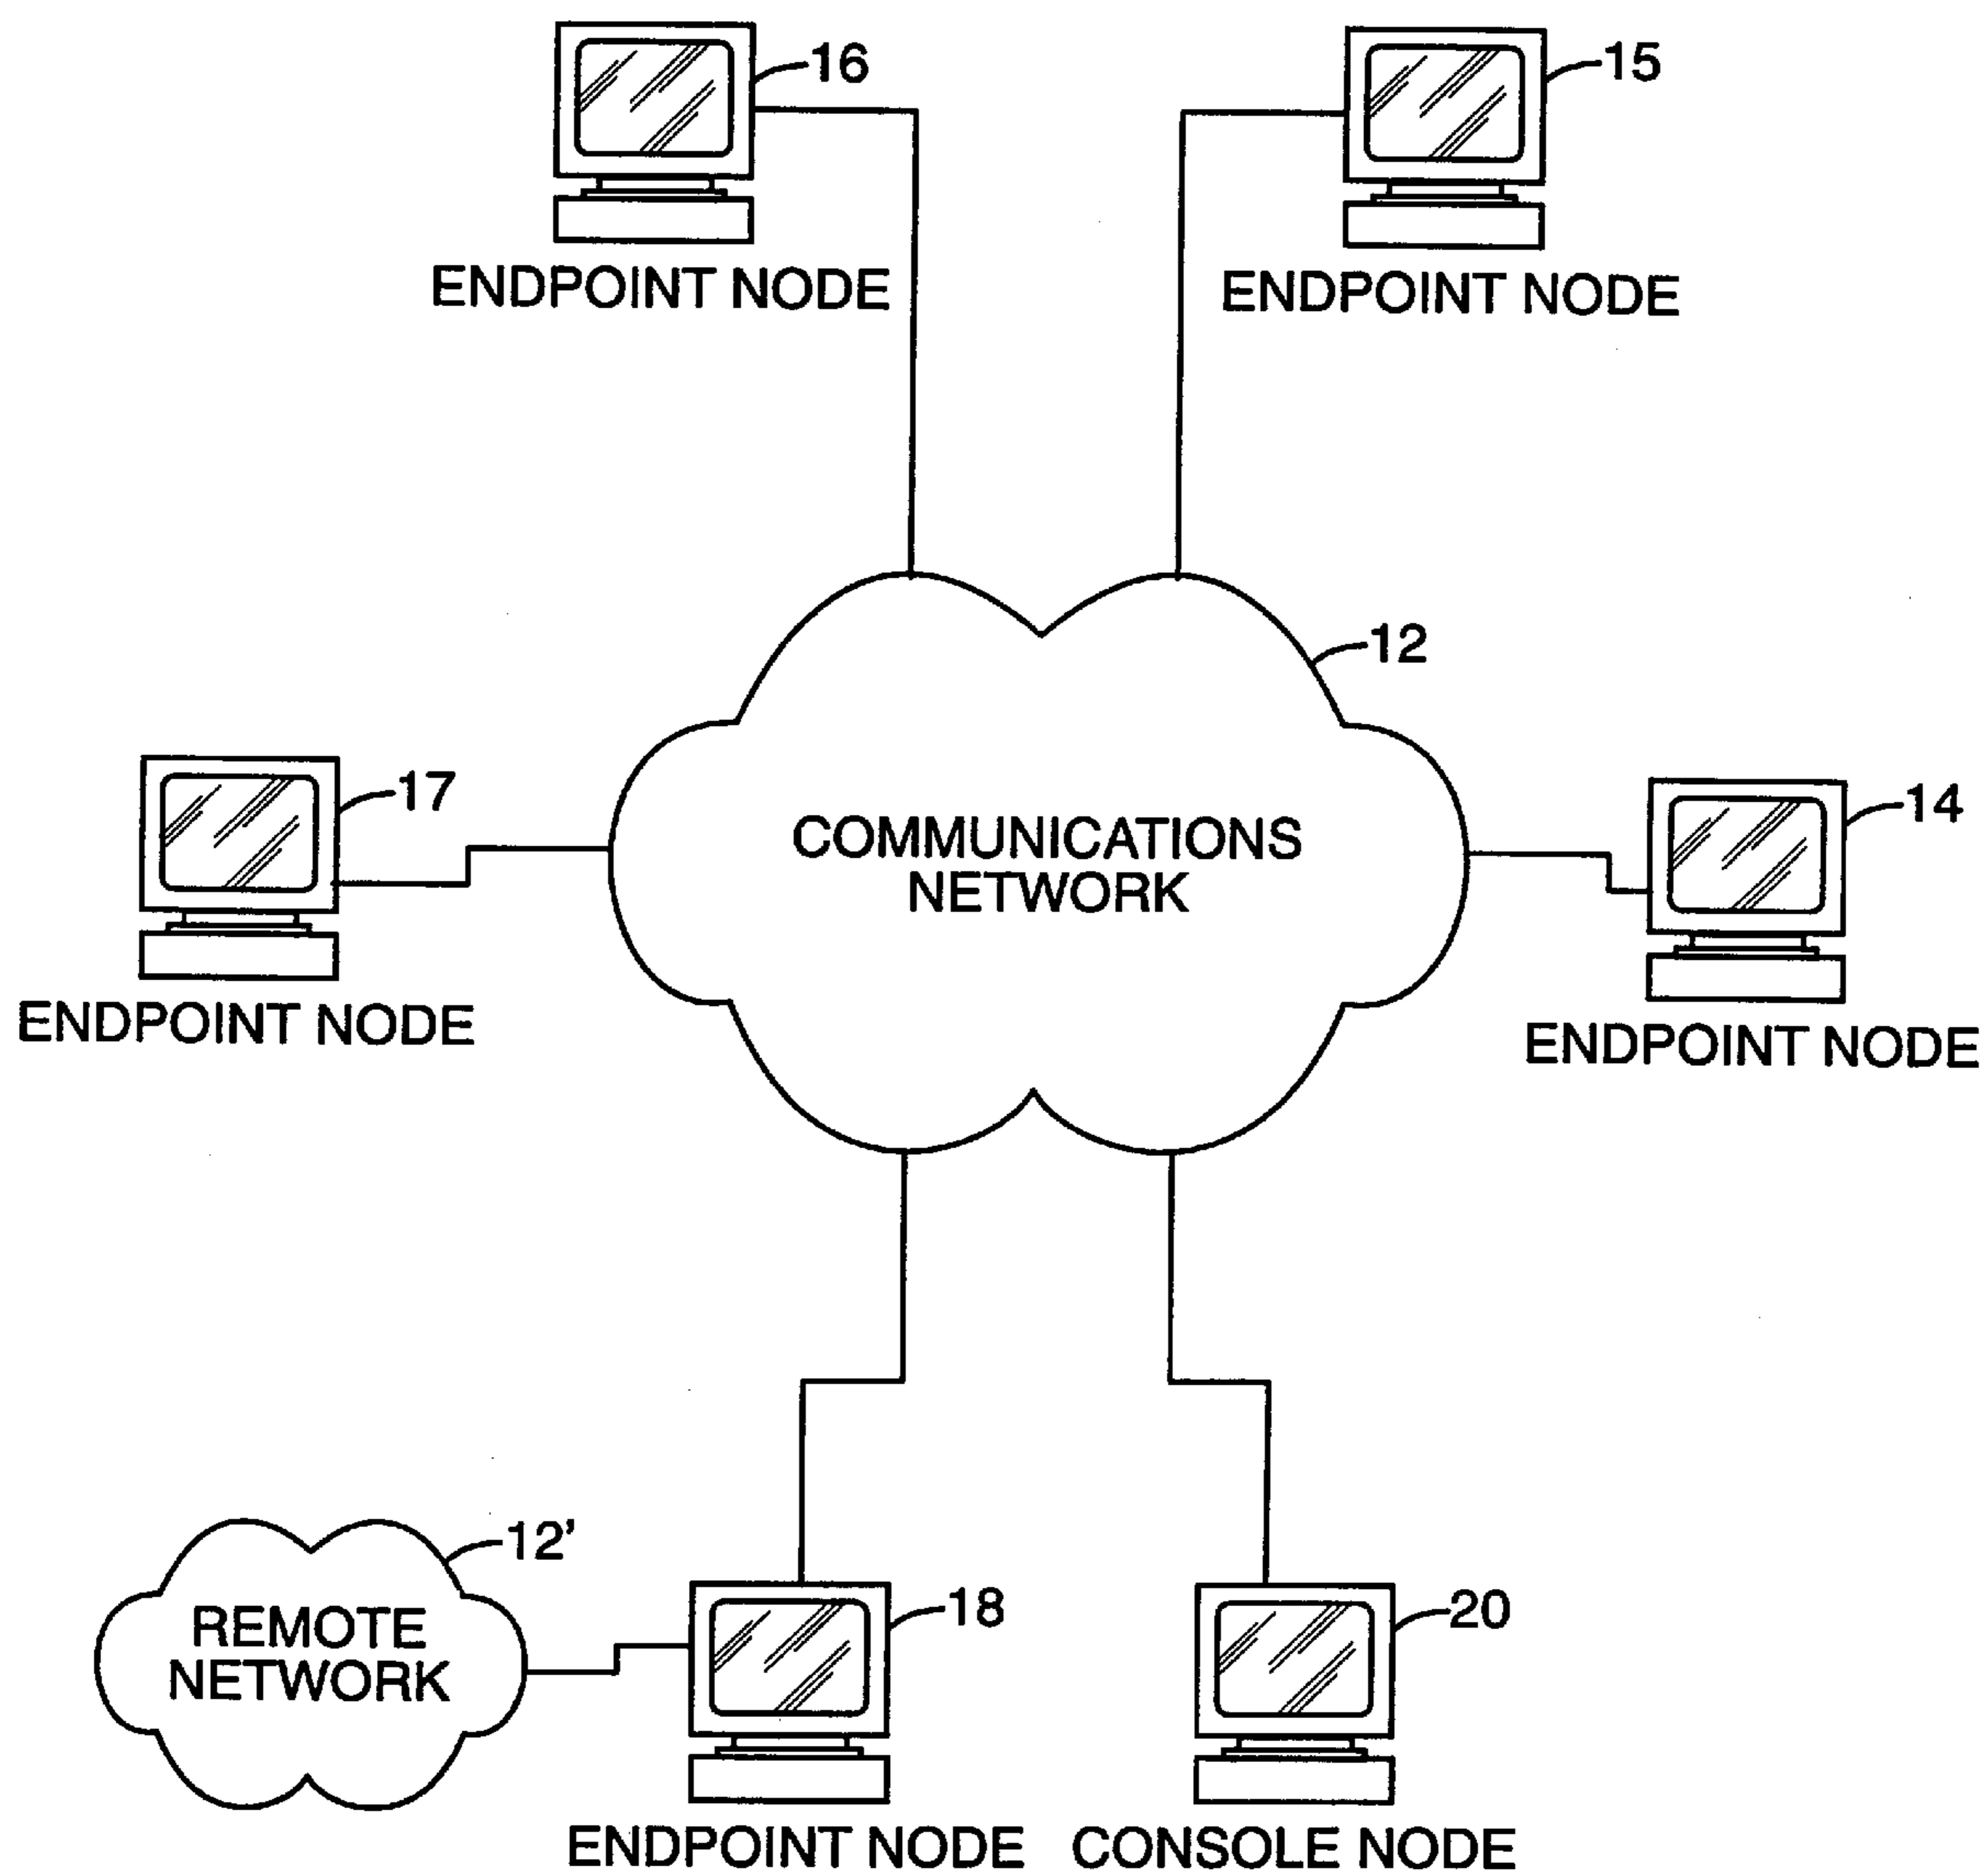 16
15
ENDPOINT NODE
ENDPOINT NODE
12
17
14
COMMUNICATIONS
NETWORK
ENDPOINT NODE
ENDPOINT NODE
12'
18
20
REMOTE
NETWORK
ENDPOINT NODE
CONSOLE NODE